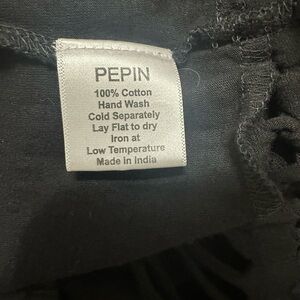 PEPIN
100% Cotton
Hand Wash
Cold Separately
Lay Flat to dry
Iron at
Low Temperature
Made in India